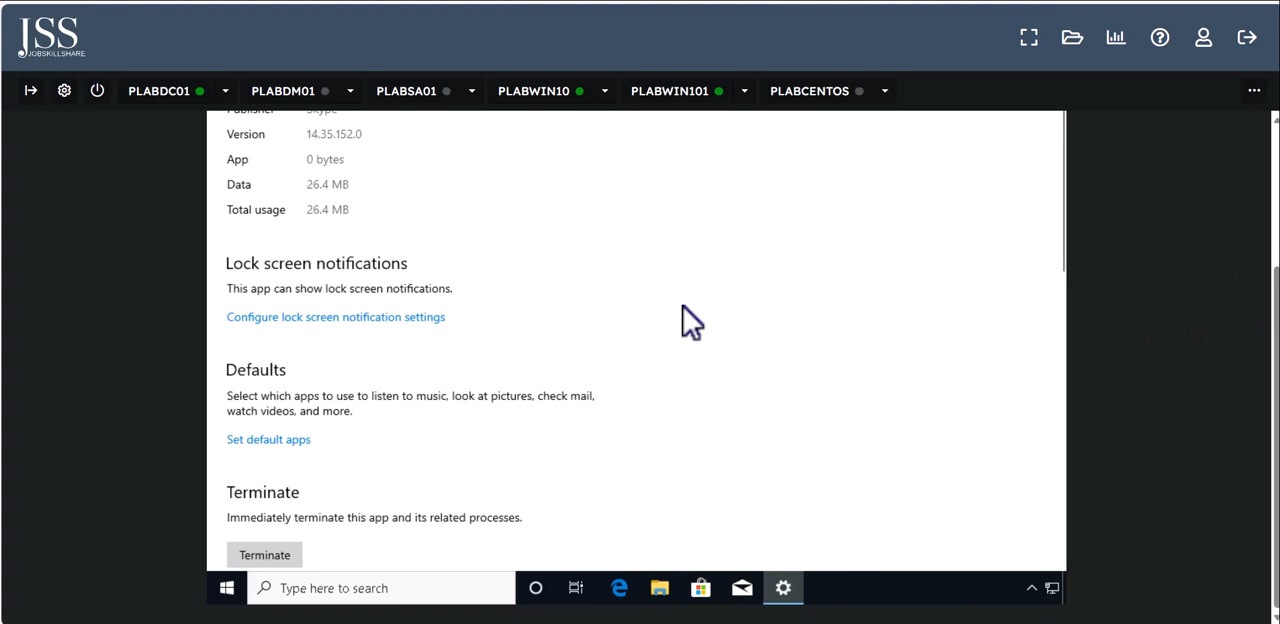 JSS
JOBSKILLSHARE
PLABDC01 PLABDM01 PLABSA01 PLABWIN10 PLABWIN101 PLABCENTOS
Publisher Skype
Version 14.35.152.0
App 0 bytes
Data 26.4 MB
Total usage 26.4 MB
Lock screen notifications
This app can show lock screen notifications.
Configure lock screen notification settings
Defaults
Select which apps to use to listen to music, look at pictures, check mail,
watch videos, and more.
Set default apps
Terminate
Immediately terminate this app and its related processes.
Terminate
Type here to search